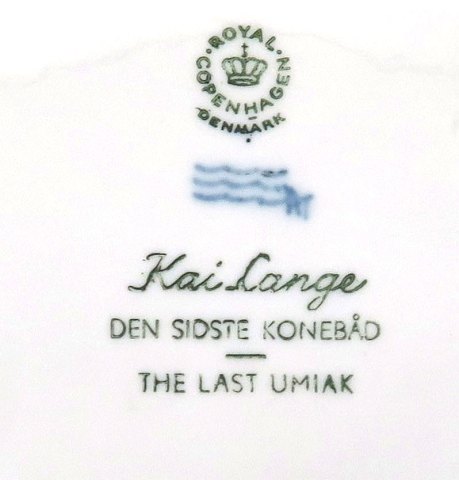 ROYAL
COPENHAGEN
DENMARK
Kai Lange
DEN SIDSTE KONEBÅD
THE LAST UMIAK